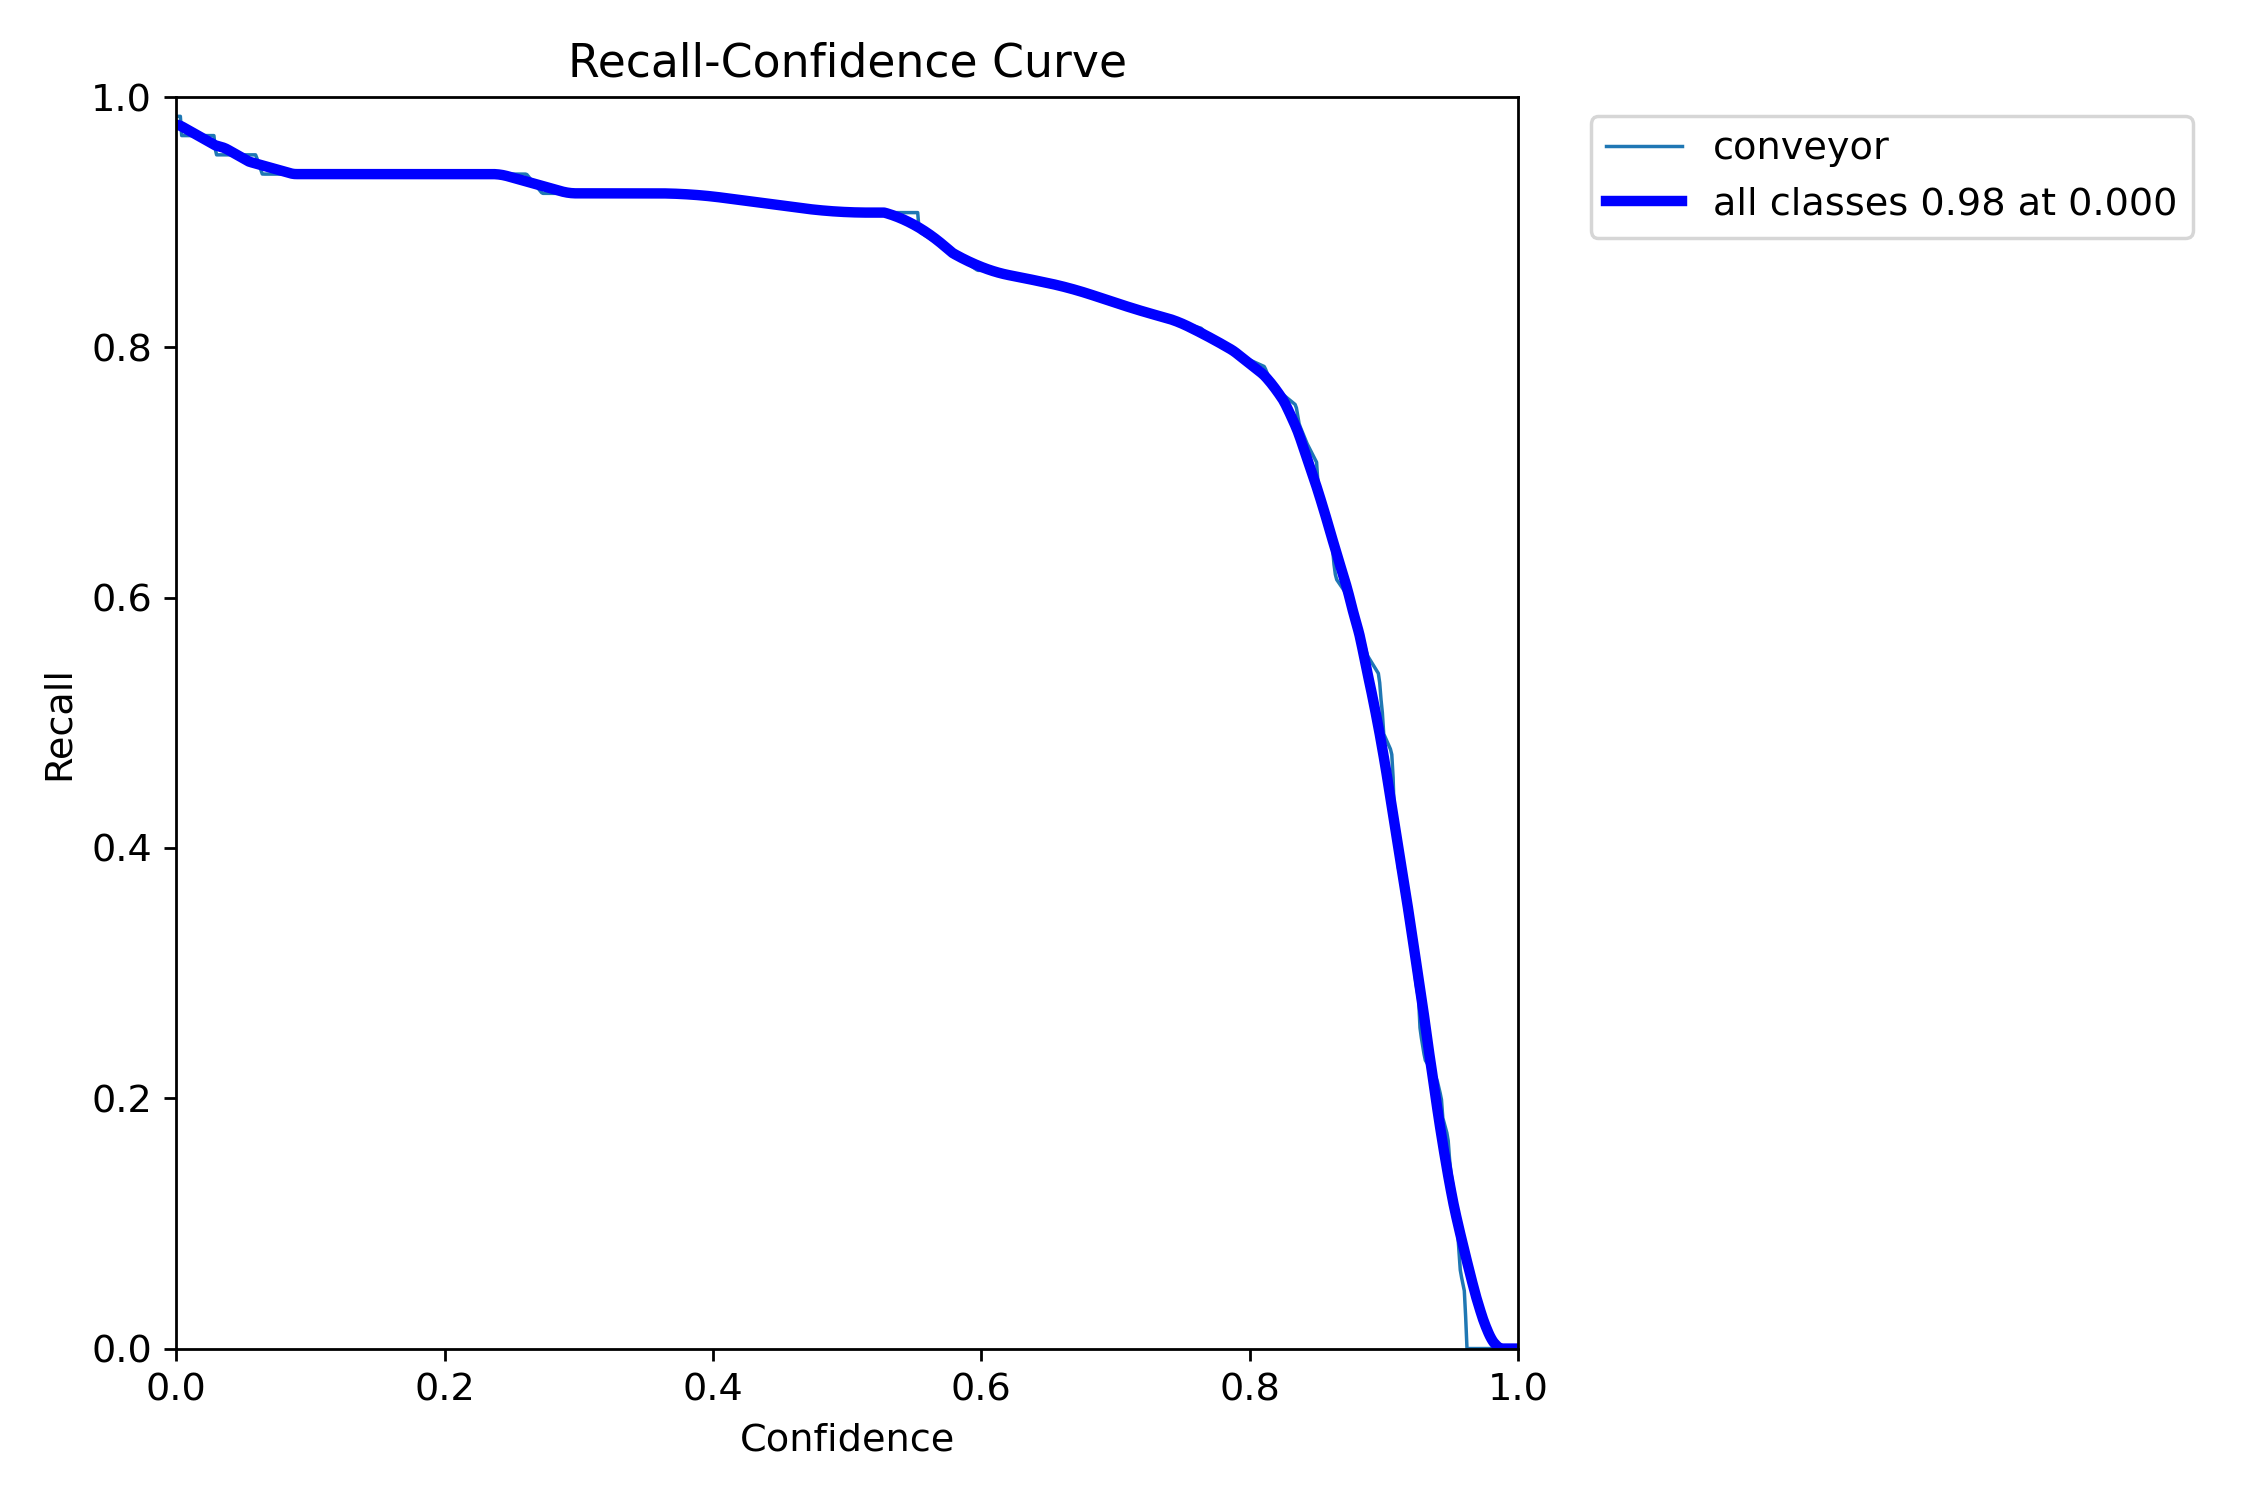 Recall-Confidence Curve
conveyor
all classes 0.98 at 0.000
1.0
0.8
0.6
0.4
0.2
0.0
Recall
0.0 0.2 0.4 0.6 0.8 1.0
Confidence